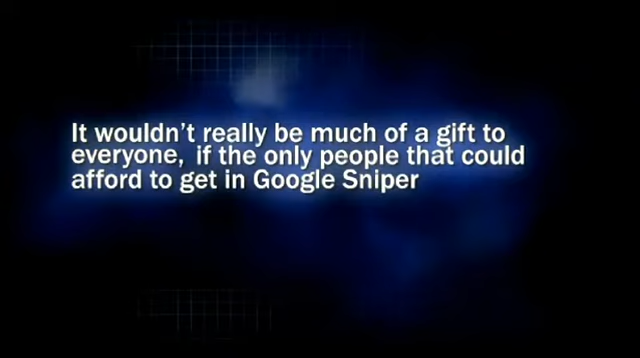 It wouldn't really be much of a gift to
everyone, if the only people that could
afford to get in Google Sniper